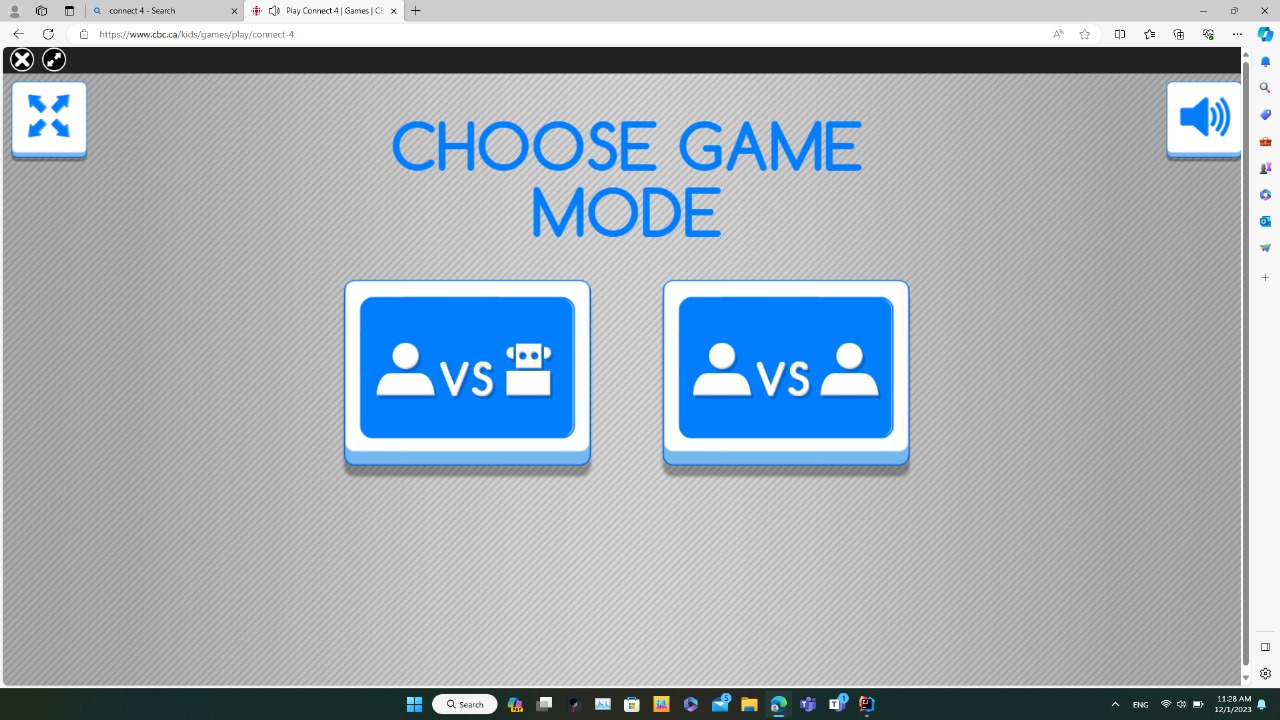 connect 4 - Search
Play Connect 4 | Games | CB
https://www.cbc.ca/kids/games/play/connect-4
CHOOSE GAME
MODE
VS
VS
Search
ENG
11:28 AM
12/1/2023